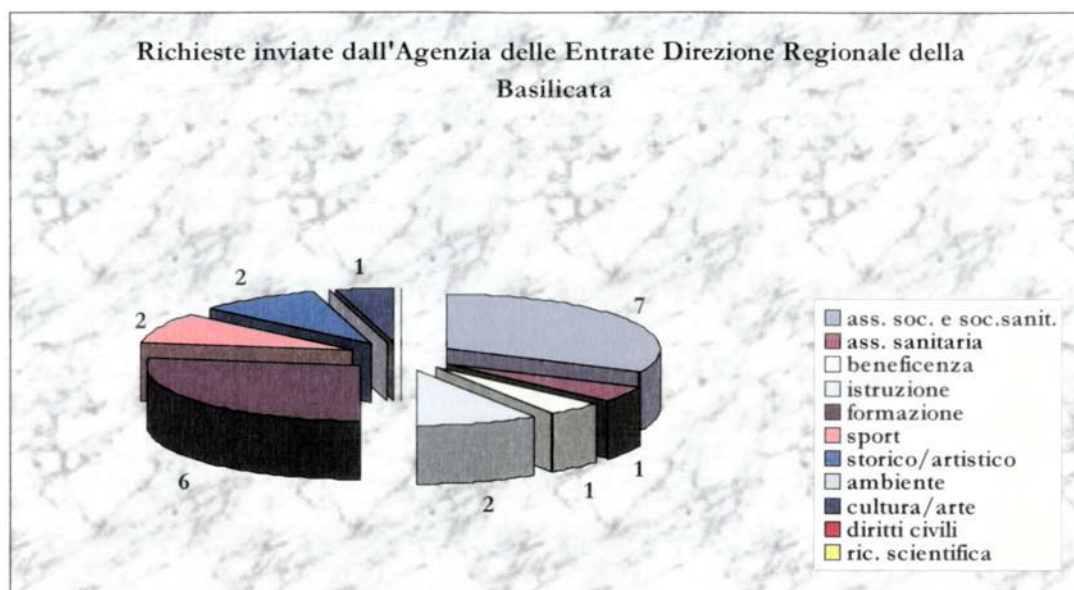 Richieste inviate dall'Agenzia delle Entrate Direzione Regionale della
Basilicata
7
1
1
2
6
2
2
1
ass. soc. e soc.sanit.
ass. sanitaria
beneficenza
istruzione
formazione
sport
storico/artistico
ambiente
cultura/arte
diritti civili
ric. scientifica